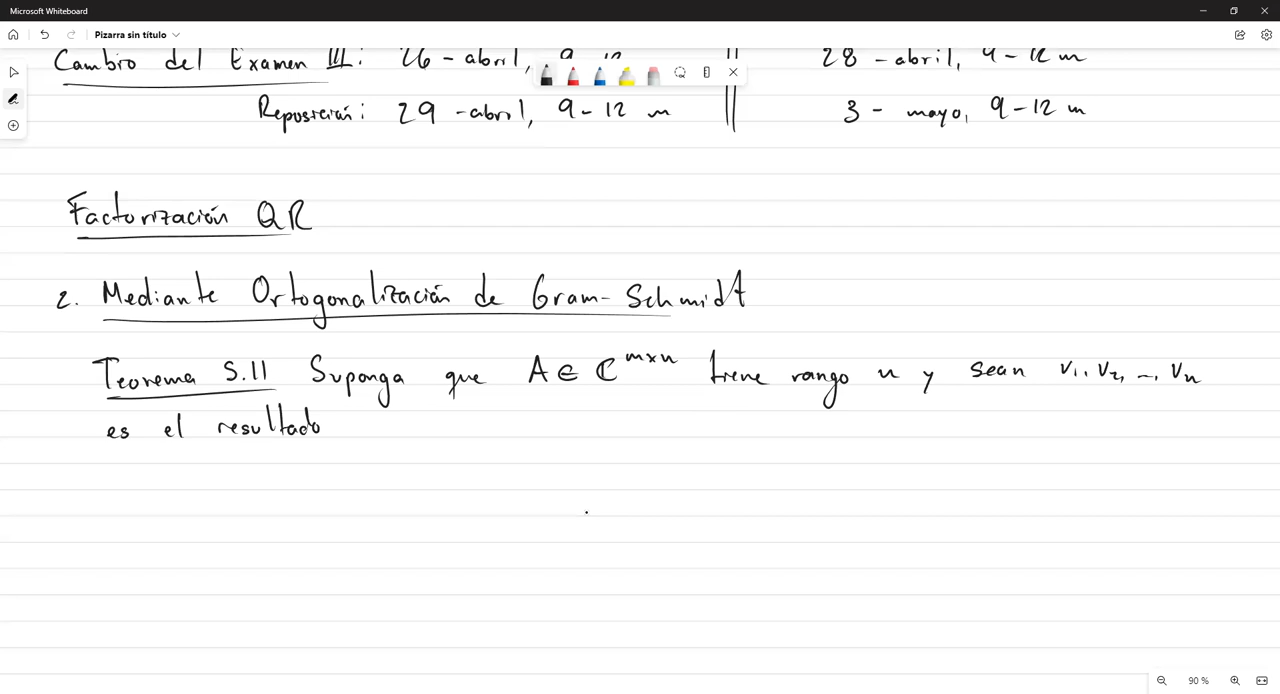 Microsoft Whiteboard
Pizarra sin título
Cambio del Examen III: 26-abril, 9-12 || 28-abril, 9-12 m
Reposición: 29-abril, 9-12 m || 3-mayo, 9-12 m
Factorización QR
2. Mediante Ortogonalización de Gram-Schmidt
Teorema 5.11 Suponga que A ∈ ℂ^{m×n} tiene rango n y sean v₁, v₂, ..., vₙ
es el resultado
90 %